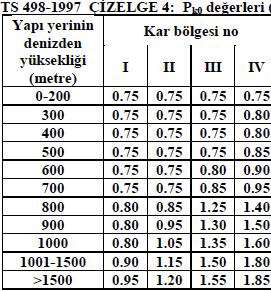 TS 498-1997 ÇİZELGE 4: Pk0 değerleri (
Yapı yerinin denizden yüksekliği (metre)
Kar bölgesi no
I II III IV
0-200 0.75 0.75 0.75 0.75
300 0.75 0.75 0.75 0.80
400 0.75 0.75 0.75 0.80
500 0.75 0.75 0.75 0.85
600 0.75 0.75 0.80 0.90
700 0.75 0.75 0.85 0.95
800 0.80 0.85 1.25 1.40
900 0.80 0.95 1.30 1.50
1000 0.80 1.05 1.35 1.60
1001-1500 0.90 1.15 1.50 1.80
>1500 0.95 1.20 1.55 1.85